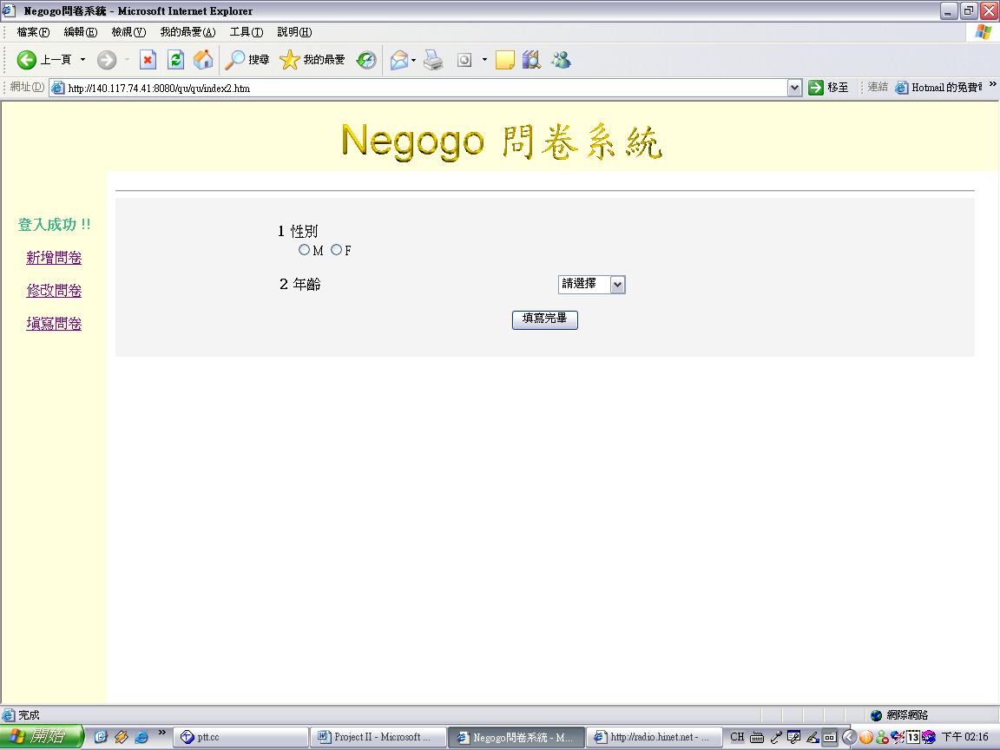 Negogo問卷系統 - Microsoft Internet Explorer
檔案(F) 編輯(E) 檢視(V) 我的最愛(A) 工具(T) 說明(H)
上一頁 搜尋 我的最愛
網址(D) http://140.117.74.41:8080/qu/qu/index2.htm 移至 連結 Hotmail 的免費 »
Negogo 問卷系統
登入成功 !!
新增問卷
修改問卷
填寫問卷
1 性別
M F
2 年齡 請選擇
填寫完畢
完成 網際網路
開始 » ptt.cc Project II - Microsoft ... Negogo問卷系統 - M... http://radio.hinet.net - ... CH 13 下午 02:16